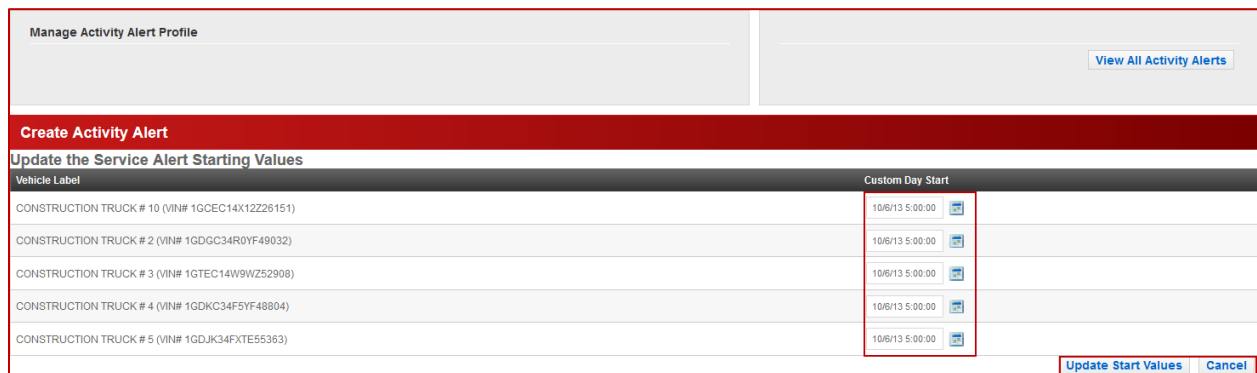 Manage Activity Alert Profile
View All Activity Alerts
Create Activity Alert
Update the Service Alert Starting Values
Vehicle Label Custom Day Start
CONSTRUCTION TRUCK # 10 (VIN# 1GCEC14X12Z26151) 10/6/13 5:00:00
CONSTRUCTION TRUCK # 2 (VIN# 1GDGC34R0YF49032) 10/6/13 5:00:00
CONSTRUCTION TRUCK # 3 (VIN# 1GTEC14W9WZ52908) 10/6/13 5:00:00
CONSTRUCTION TRUCK # 4 (VIN# 1GDKC34F5YF48804) 10/6/13 5:00:00
CONSTRUCTION TRUCK # 5 (VIN# 1GDJK34FXTE55363) 10/6/13 5:00:00
Update Start Values Cancel